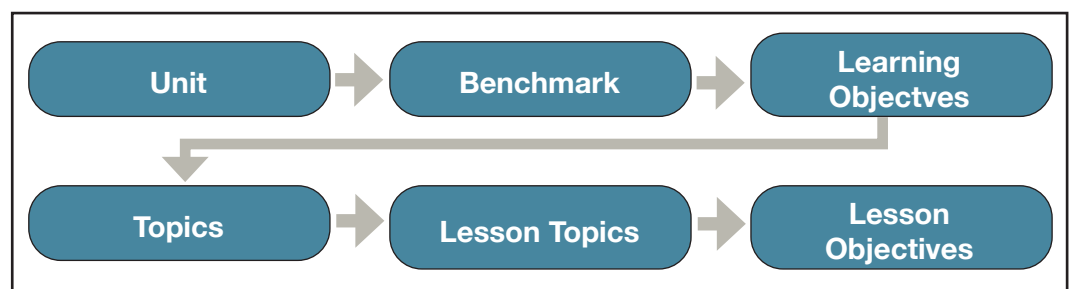 Unit
Benchmark
Learning
Objectves
Topics
Lesson Topics
Lesson
Objectives